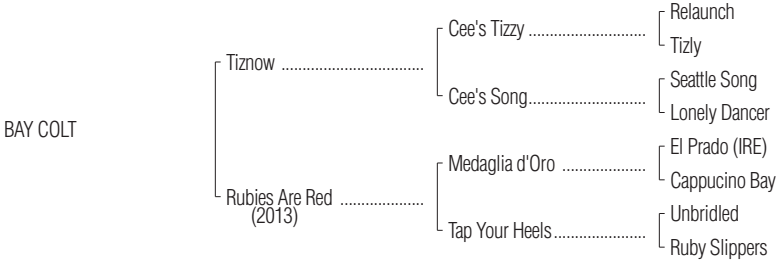 Relaunch
Cee's Tizzy ..............................
Tizly
Tiznow ....................................
Seattle Song
Cee's Song..............................
Lonely Dancer
BAY COLT
El Prado (IRE)
Medaglia d'Oro .....................
Cappucino Bay
Rubies Are Red .....................
(2013)
Unbridled
Tap Your Heels.......................
Ruby Slippers